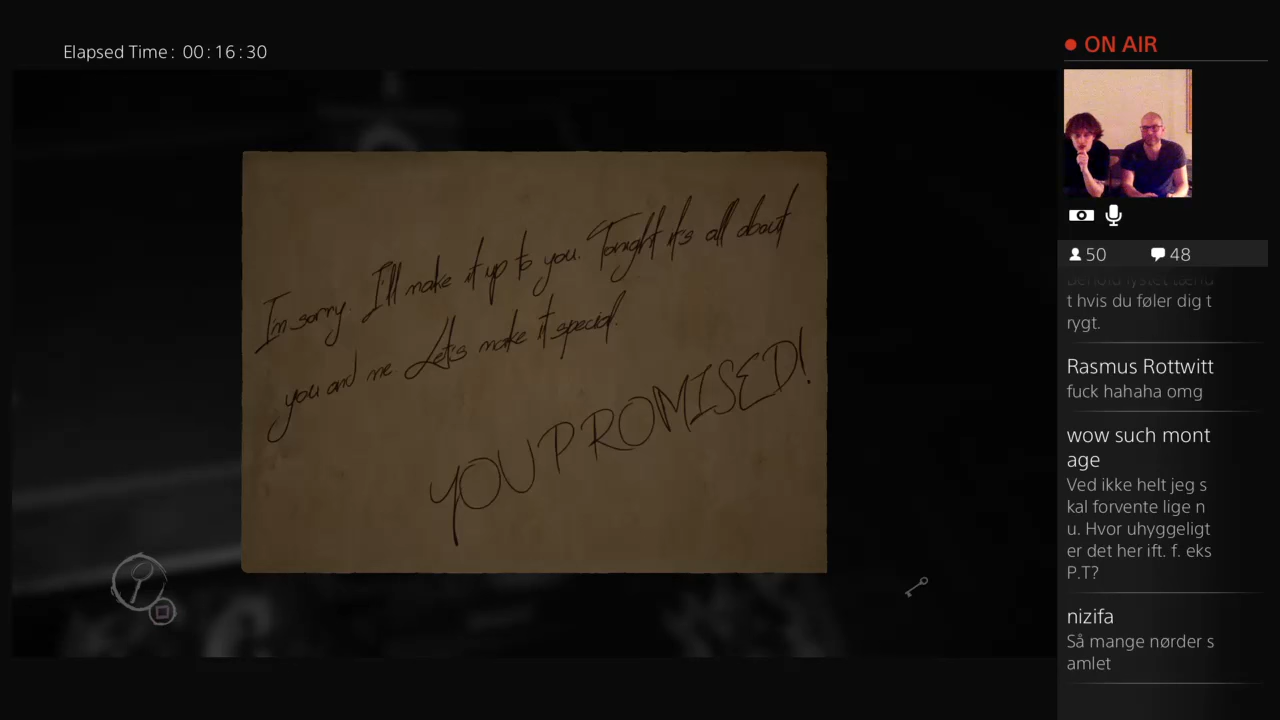 Elapsed Time: 00:16:30
ON AIR
I'm sorry. I'll make it up to you. Tonight it's all about
you and me Let's make it special.
YOU PROMISED!
50 48
t hvis du føler dig t
rygt.
Rasmus Rottwitt
fuck hahaha omg
wow such mont
age
Ved ikke helt jeg s
kal forvente lige n
u. Hvor uhyggeligt
er det her ift. f. eks
P.T?
nizifa
Så mange nørder s
amlet